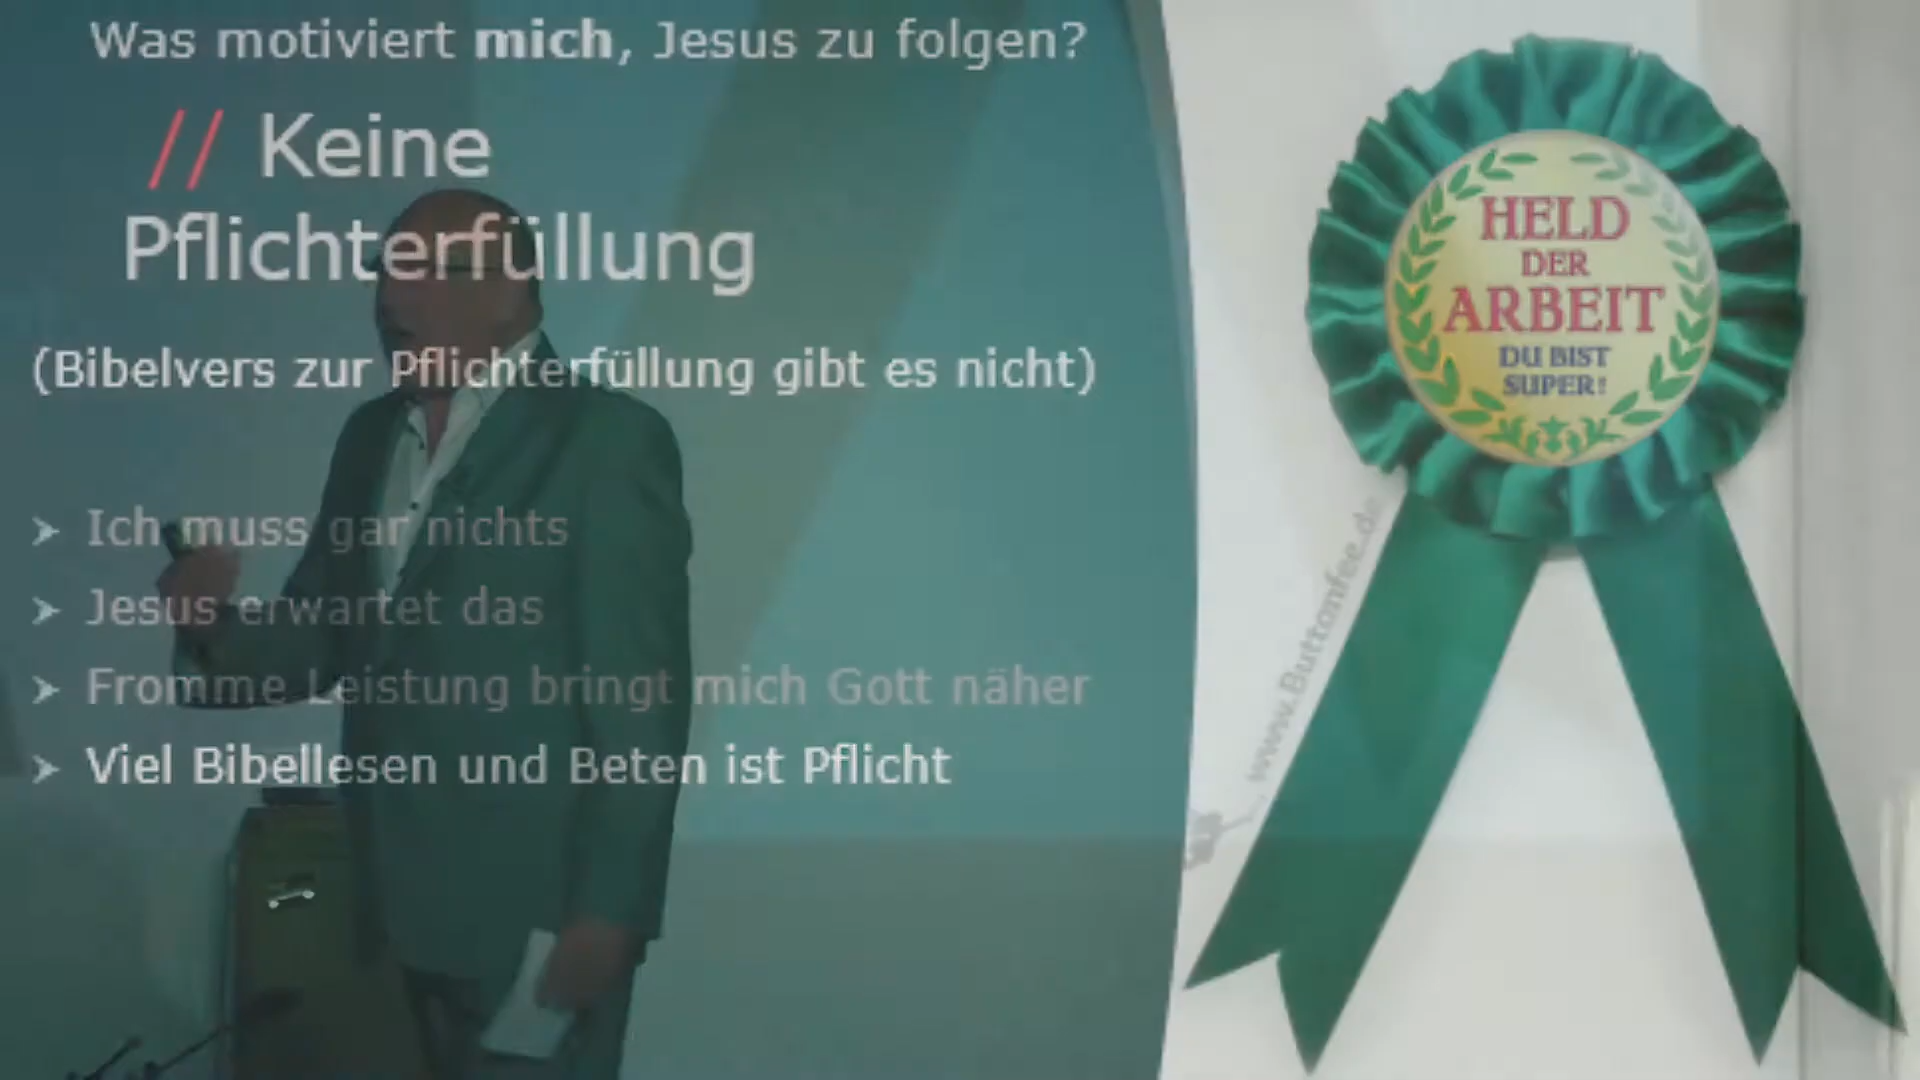 Was motiviert mich, Jesus zu folgen?
// Keine
Pflichterfüllung
(Bibelvers zur Pflichterfüllung gibt es nicht)
➢ Ich muss gar nichts
➢ Jesus erwartet das
➢ Fromme Leistung bringt mich Gott näher
➢ Viel Bibellesen und Beten ist Pflicht
HELD
DER
ARBEIT
DU BIST
SUPER!
www.Buttonfee.de